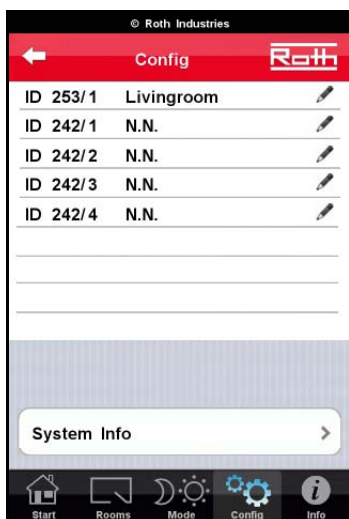 © Roth Industries
Config
Roth
ID 253/1 Livingroom
ID 242/1 N.N.
ID 242/2 N.N.
ID 242/3 N.N.
ID 242/4 N.N.
System Info
Start Rooms Mode Config Info